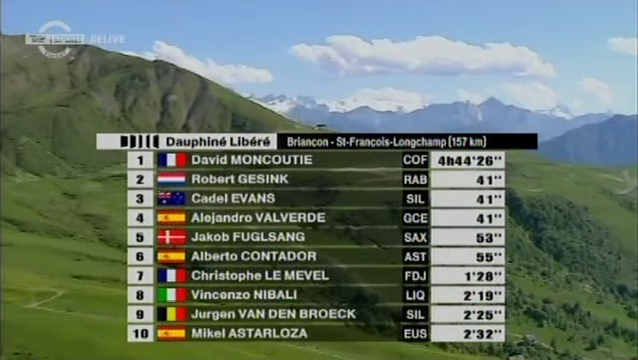 RELIVE
Dauphiné Libéré Briançon - St-François-Longchamp (157 km)
1 David MONCOUTIE COF 4h44'26''
2 Robert GESINK RAB 41''
3 Cadel EVANS SIL 41''
4 Alejandro VALVERDE GCE 41''
5 Jakob FUGLSANG SAX 53''
6 Alberto CONTADOR AST 55''
7 Christophe LE MEVEL FDJ 1'28''
8 Vincenzo NIBALI LIQ 2'19''
9 Jurgen VAN DEN BROECK SIL 2'25''
10 Mikel ASTARLOZA EUS 2'32''